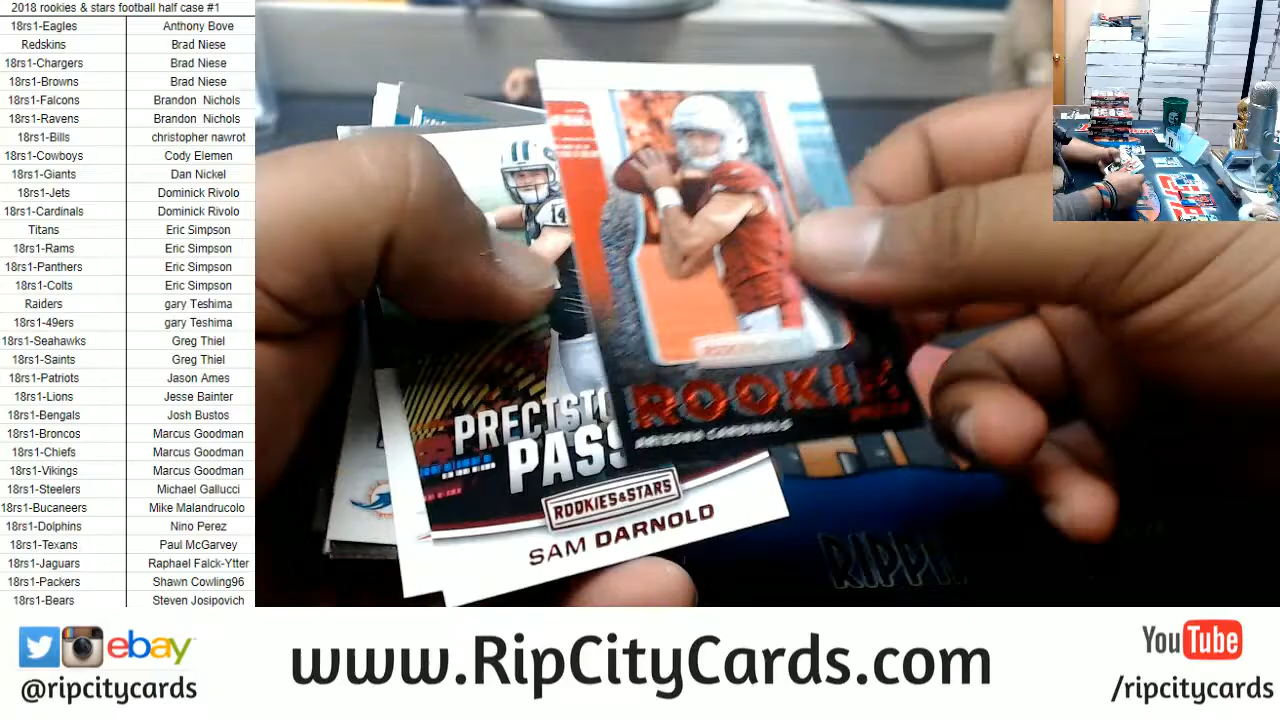 2018 rookies & stars football half case #1
18rs1-Eagles Anthony Bove
Redskins Brad Niese
18rs1-Chargers Brad Niese
18rs1-Browns Brad Niese
18rs1-Falcons Brandon Nichols
18rs1-Ravens Brandon Nichols
18rs1-Bills christopher nawrot
18rs1-Cowboys Cody Elemen
18rs1-Giants Dan Nickel
18rs1-Jets Dominick Rivolo
18rs1-Cardinals Dominick Rivolo
Titans Eric Simpson
18rs1-Rams Eric Simpson
18rs1-Panthers Eric Simpson
18rs1-Colts Eric Simpson
Raiders gary Teshima
18rs1-49ers gary Teshima
18rs1-Seahawks Greg Thiel
18rs1-Saints Greg Thiel
18rs1-Patriots Jason Ames
18rs1-Lions Jesse Bainter
18rs1-Bengals Josh Bustos
18rs1-Broncos Marcus Goodman
18rs1-Chiefs Marcus Goodman
18rs1-Vikings Marcus Goodman
18rs1-Steelers Michael Gallucci
18rs1-Bucaneers Mike Malandrucolo
18rs1-Dolphins Nino Perez
18rs1-Texans Paul McGarvey
18rs1-Jaguars Raphael Falck-Ytter
18rs1-Packers Shawn Cowling96
18rs1-Bears Steven Josipovich
14
ROOKIE
ARIZONA CARDINALS
PRECISIO
PASS
ROOKIES & STARS
SAM DARNOLD
RIPPI
ebay
@ripcitycards
www.RipCityCards.com
YouTube
/ripcitycards